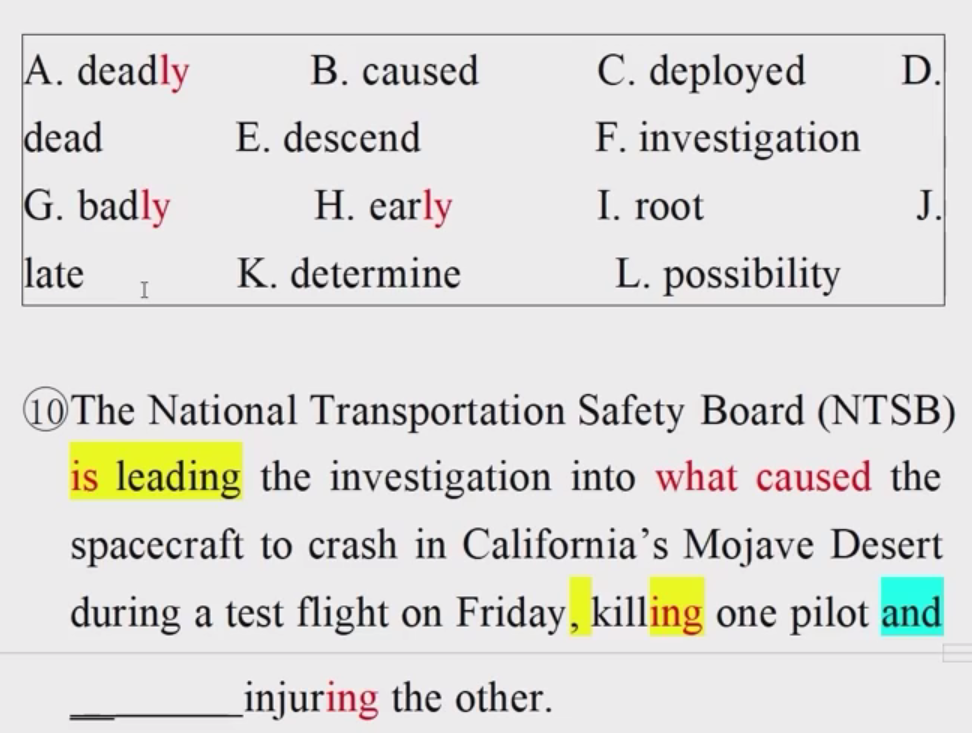 A. deadly B. caused C. deployed D.
dead E. descend F. investigation
G. badly H. early I. root J.
late K. determine L. possibility
⑩The National Transportation Safety Board (NTSB)
is leading the investigation into what caused the
spacecraft to crash in California’s Mojave Desert
during a test flight on Friday, killing one pilot and
________injuring the other.